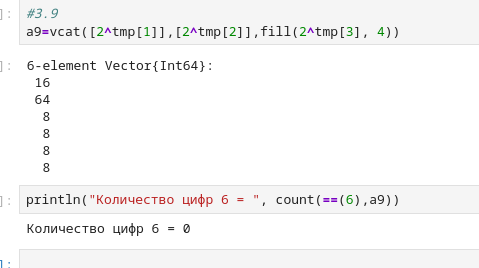 ]: #3.9
a9=vcat([2^tmp[1]],[2^tmp[2]],fill(2^tmp[3], 4))
]: 6-element Vector{Int64}:
16
64
8
8
8
8
]: println("Количество цифр 6 = ", count(==(6),a9))
Количество цифр 6 = 0
]: